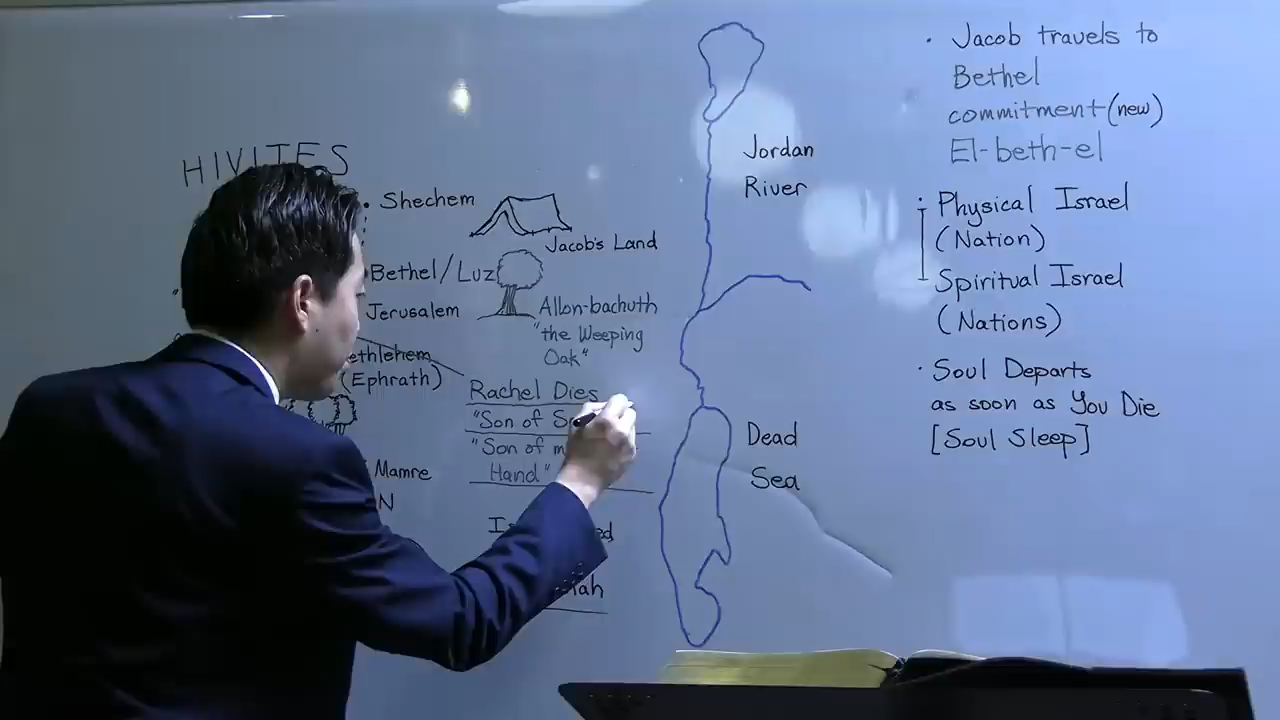 HIVITES
Shechem
Jacob's Land
Bethel/Luz
Jerusalem
Allon-bachuth
"the Weeping
Oak"
(Ephrath)
Rachel Dies
"Son of
"Son of
Hand"
Mamre
Jordan
River
Dead
Sea
· Jacob travels to
Bethel
commitment(new)
El-beth-el
· Physical Israel
(Nation)
· Spiritual Israel
(Nations)
· Soul Departs
as soon as You Die
[Soul Sleep]